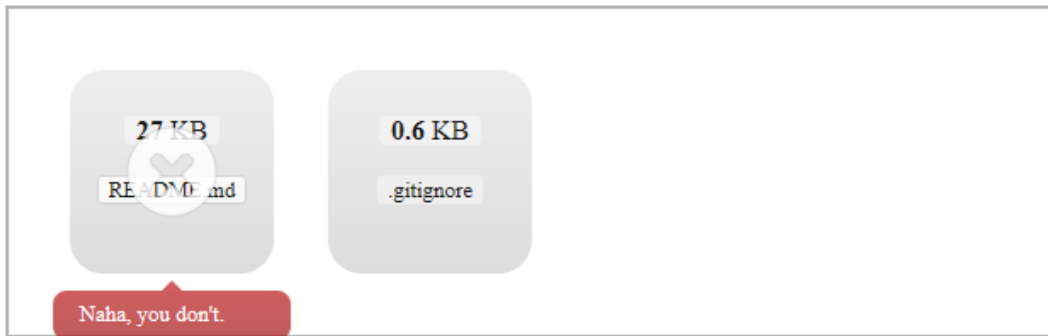 27 KB
README.md
0.6 KB
.gitignore
Naha, you don't.